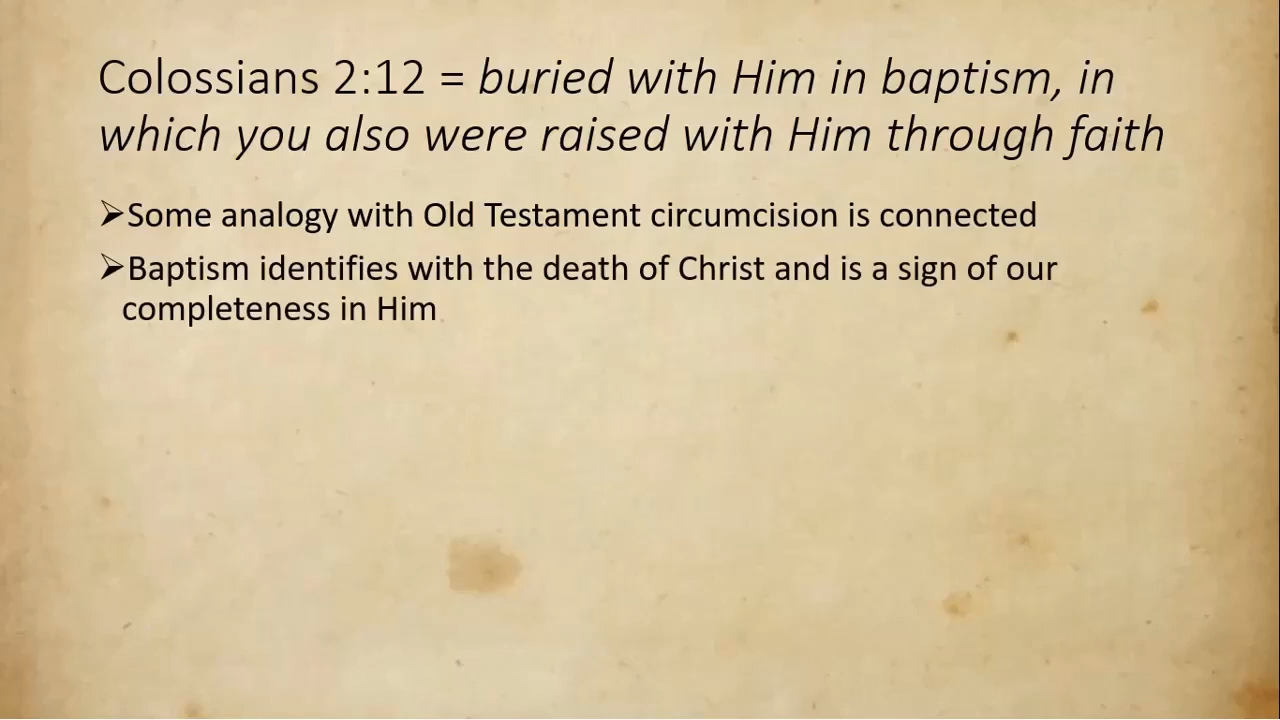 Colossians 2:12 = buried with Him in baptism, in
which you also were raised with Him through faith
➢Some analogy with Old Testament circumcision is connected
➢Baptism identifies with the death of Christ and is a sign of our
completeness in Him